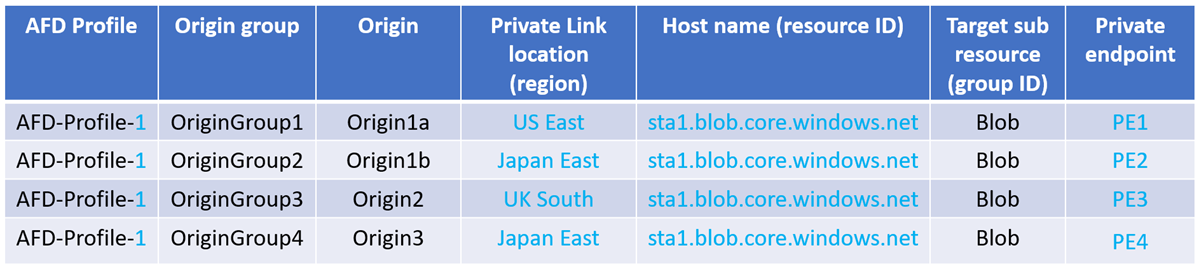 AFD Profile Origin group Origin Private Link location (region) Host name (resource ID) Target sub resource (group ID) Private endpoint
AFD-Profile-1 OriginGroup1 Origin1a US East sta1.blob.core.windows.net Blob PE1
AFD-Profile-1 OriginGroup2 Origin1b Japan East sta1.blob.core.windows.net Blob PE2
AFD-Profile-1 OriginGroup3 Origin2 UK South sta1.blob.core.windows.net Blob PE3
AFD-Profile-1 OriginGroup4 Origin3 Japan East sta1.blob.core.windows.net Blob PE4